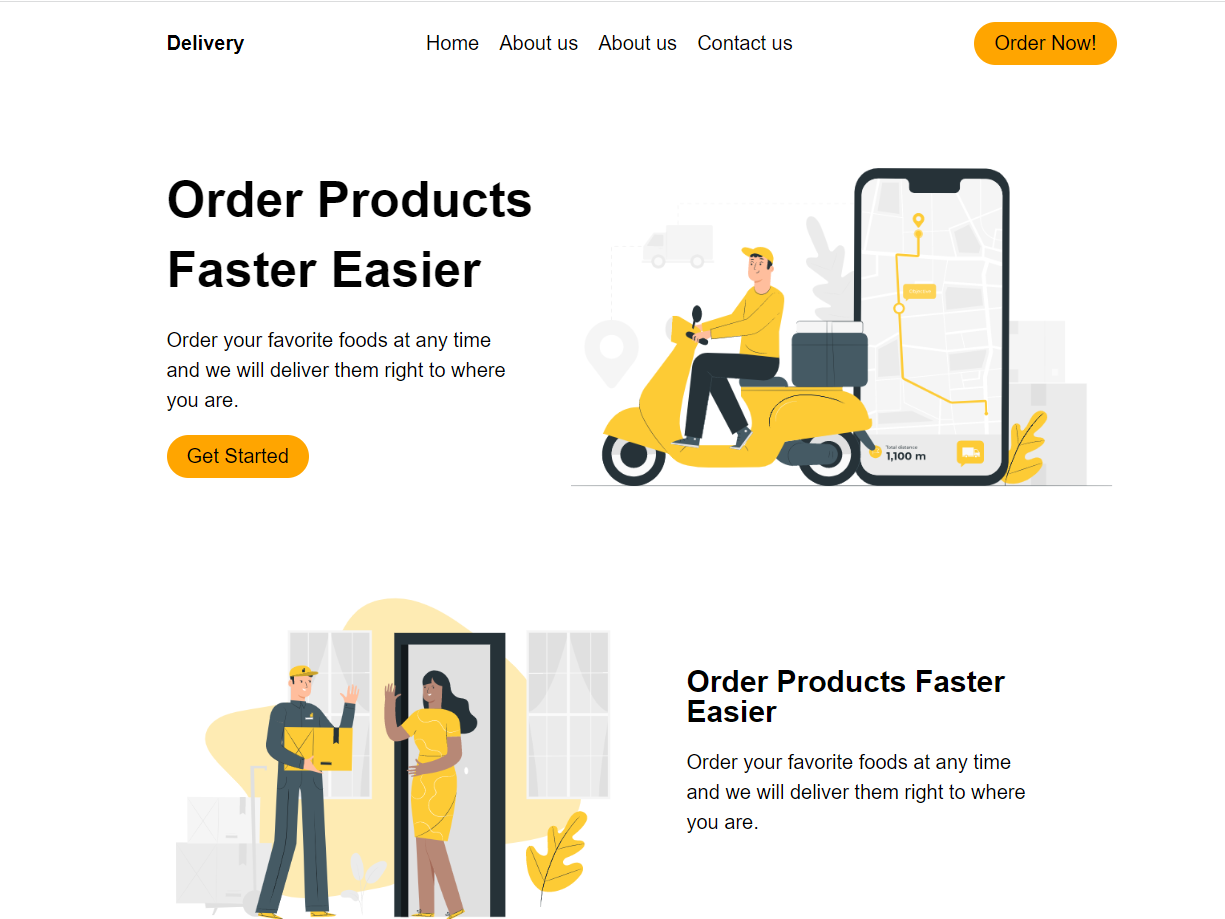 Delivery
Home About us About us Contact us
Order Now!
Order Products
Faster Easier
Order your favorite foods at any time
and we will deliver them right to where
you are.
Get Started
Total distance
1,100 m
Order Products Faster
Easier
Order your favorite foods at any time
and we will deliver them right to where
you are.